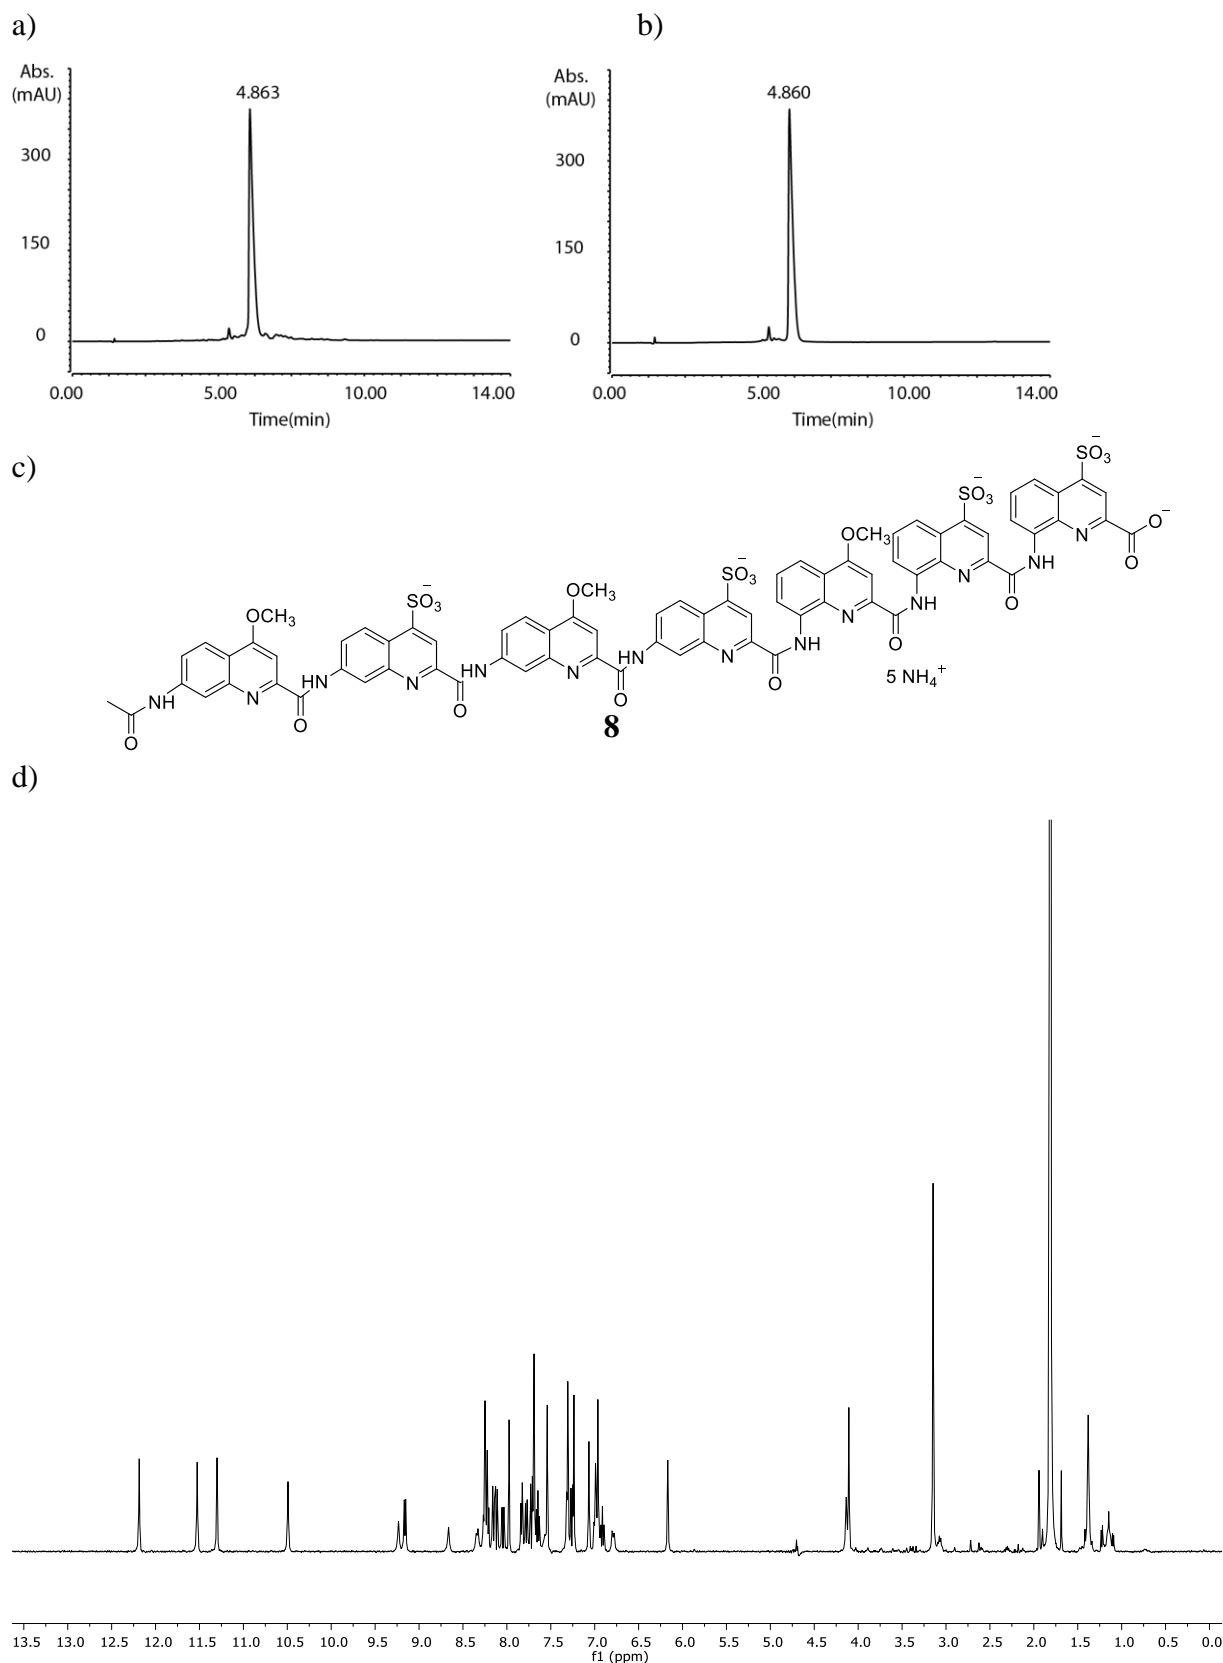 a)
b)
Abs.
(mAU)
4.863
300
150
0
0.00 5.00 10.00 14.00
Time(min)
Abs.
(mAU)
4.860
300
150
0
0.00 5.00 10.00 14.00
Time(min)
c)
SO3−
SO3−
O−
N
O
HN
OCH3
SO3−
N
O
NH
OCH3
SO3−
N
O
NH
OCH3
N
O
HN
5 NH4+
N
O
HN
N
O
HN
N
O
NH
O
8
d)
13.5 13.0 12.5 12.0 11.5 11.0 10.5 10.0 9.5 9.0 8.5 8.0 7.5 7.0 6.5 6.0 5.5 5.0 4.5 4.0 3.5 3.0 2.5 2.0 1.5 1.0 0.5 0.0
f1 (ppm)